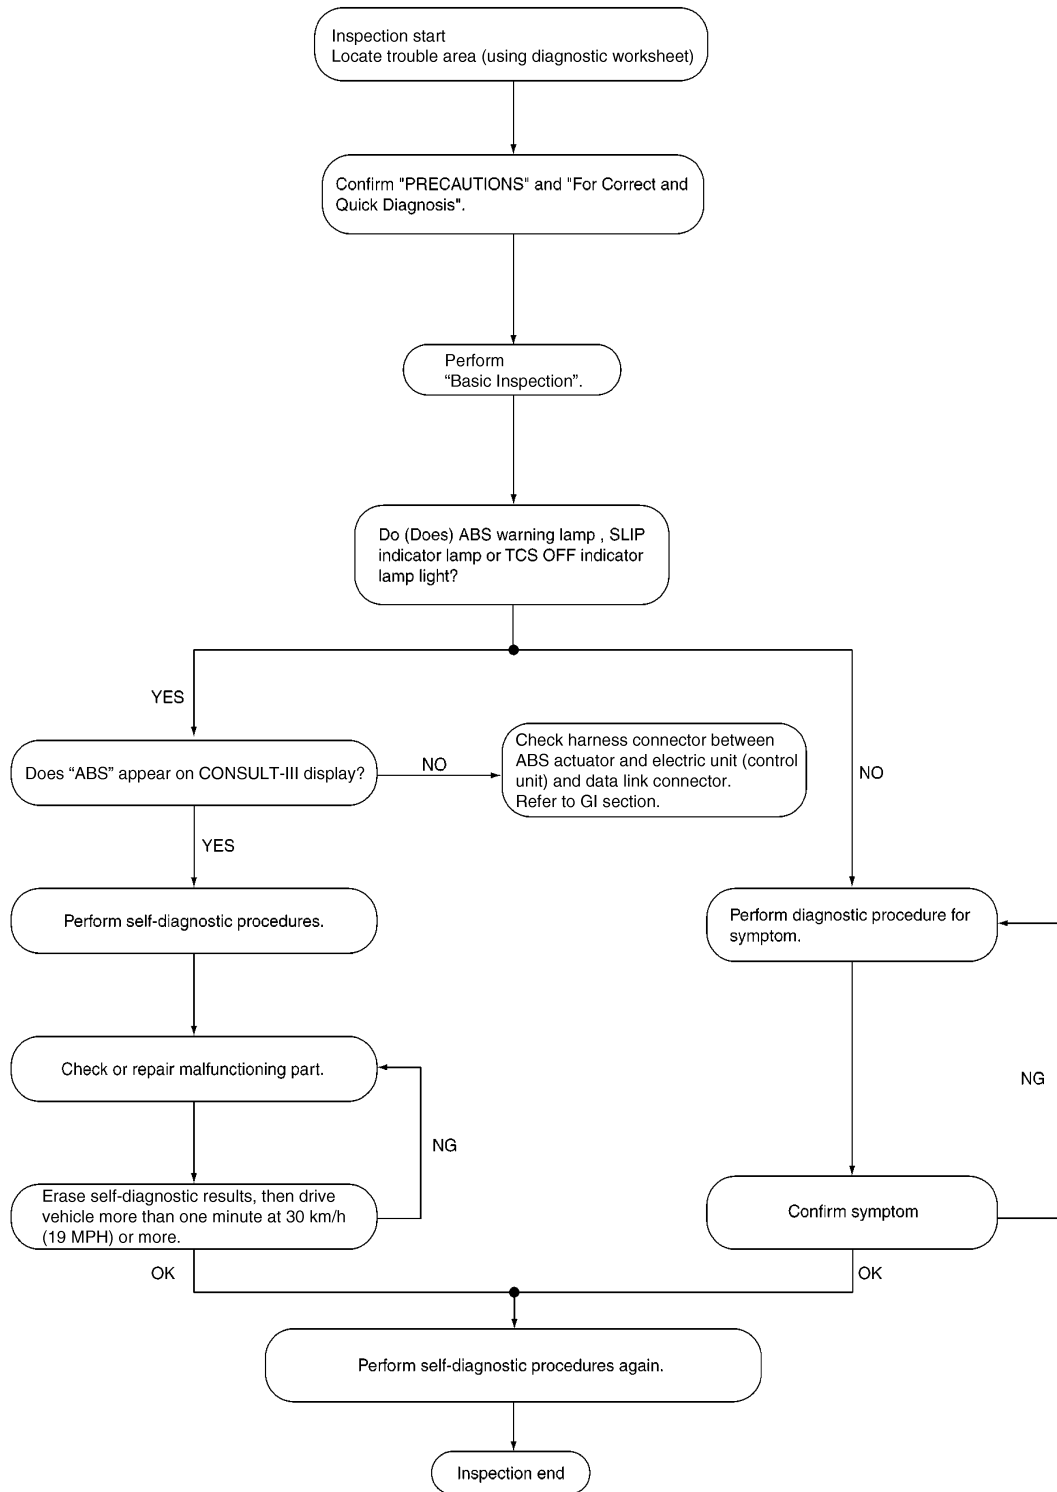 Inspection start
Locate trouble area (using diagnostic worksheet)
Confirm "PRECAUTIONS" and "For Correct and
Quick Diagnosis".
Perform
“Basic Inspection”.
Do (Does) ABS warning lamp , SLIP
indicator lamp or TCS OFF indicator
lamp light?
YES
NO
Does “ABS” appear on CONSULT-III display?
NO
Check harness connector between
ABS actuator and electric unit (control
unit) and data link connector.
Refer to GI section.
YES
Perform self-diagnostic procedures.
Perform diagnostic procedure for
symptom.
Check or repair malfunctioning part.
NG
NG
Erase self-diagnostic results, then drive
vehicle more than one minute at 30 km/h
(19 MPH) or more.
Confirm symptom
OK
OK
Perform self-diagnostic procedures again.
Inspection end